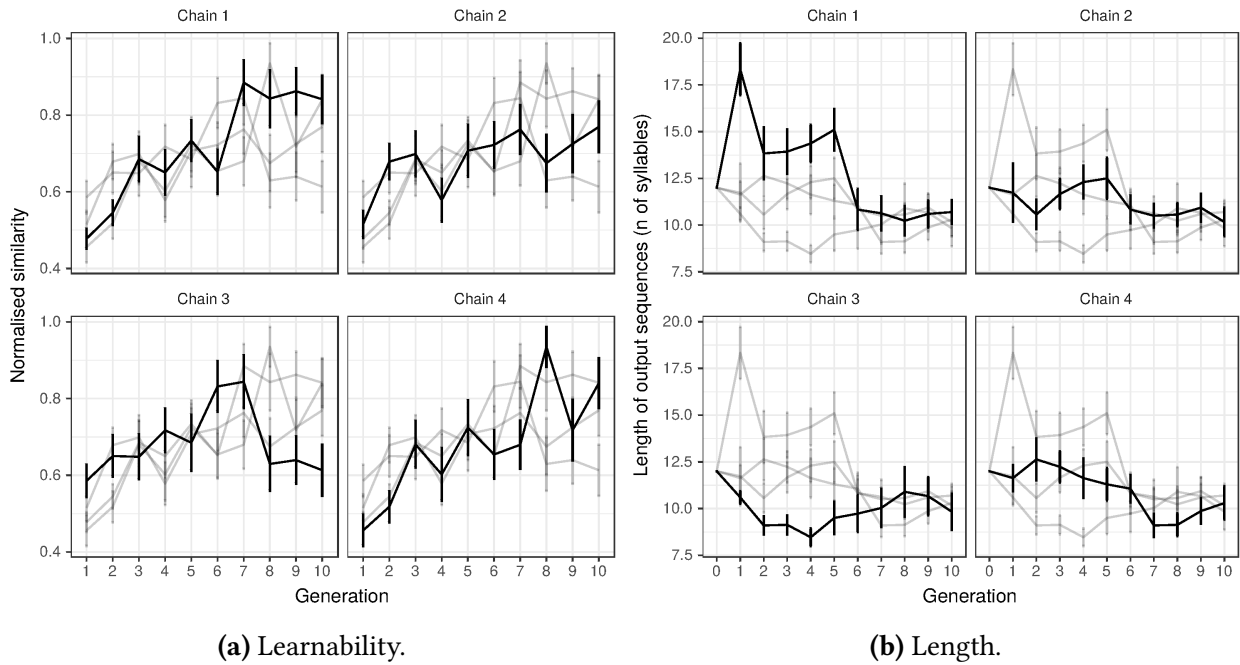 Chain 1 Chain 2 Chain 1 Chain 2
Normalised similarity
1.0
0.8
0.6
0.4
Length of output sequences (n of syllables)
20.0
17.5
15.0
12.5
10.0
7.5
Chain 3 Chain 4 Chain 3 Chain 4
1.0
0.8
0.6
0.4
20.0
17.5
15.0
12.5
10.0
7.5
1 2 3 4 5 6 7 8 9 10 1 2 3 4 5 6 7 8 9 10
0 1 2 3 4 5 6 7 8 9 10 0 1 2 3 4 5 6 7 8 9 10
Generation Generation
(a) Learnability. (b) Length.